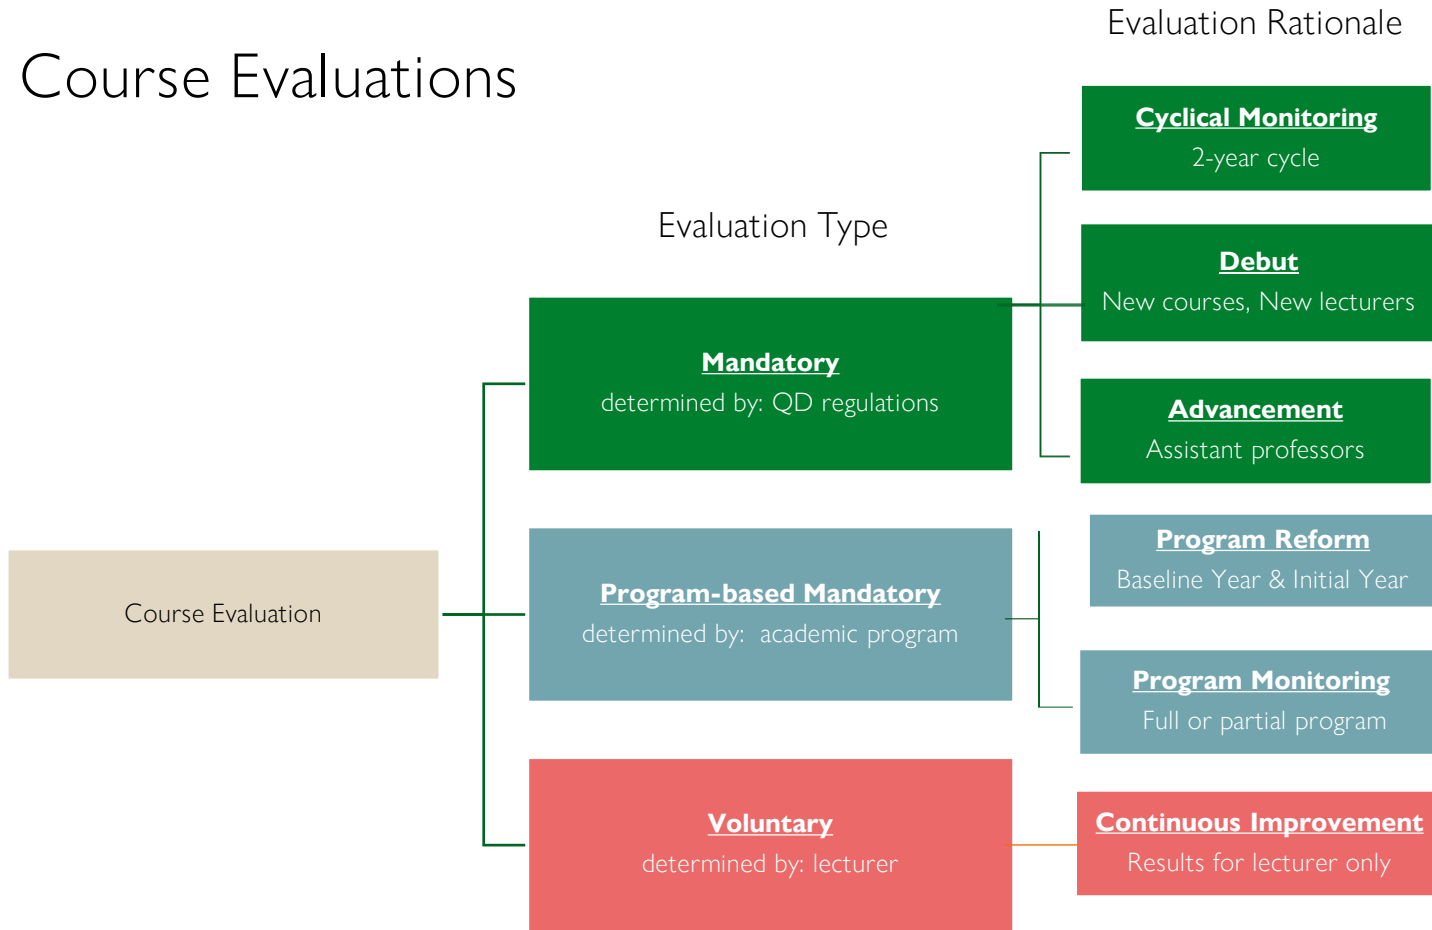 Course Evaluations
Evaluation Rationale
Evaluation Type
Course Evaluation
Mandatory
determined by: QD regulations
Cyclical Monitoring
2-year cycle
Debut
New courses, New lecturers
Advancement
Assistant professors
Program-based Mandatory
determined by: academic program
Program Reform
Baseline Year & Initial Year
Program Monitoring
Full or partial program
Voluntary
determined by: lecturer
Continuous Improvement
Results for lecturer only